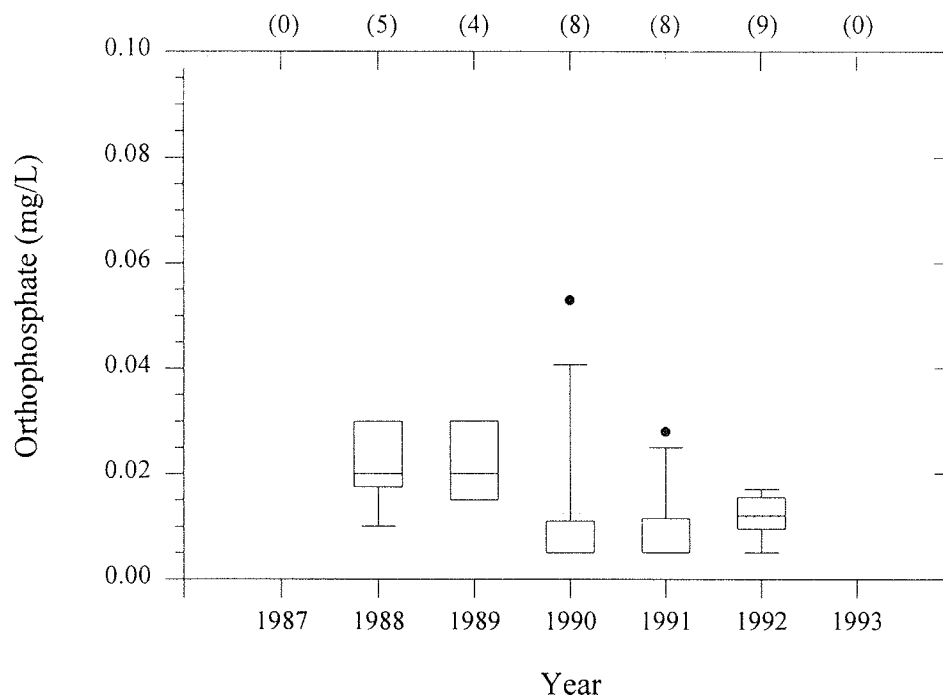 (0) (5) (4) (8) (8) (9) (0)
0.10
0.08
0.06
0.04
0.02
0.00
Orthophosphate (mg/L)
1987 1988 1989 1990 1991 1992 1993
Year